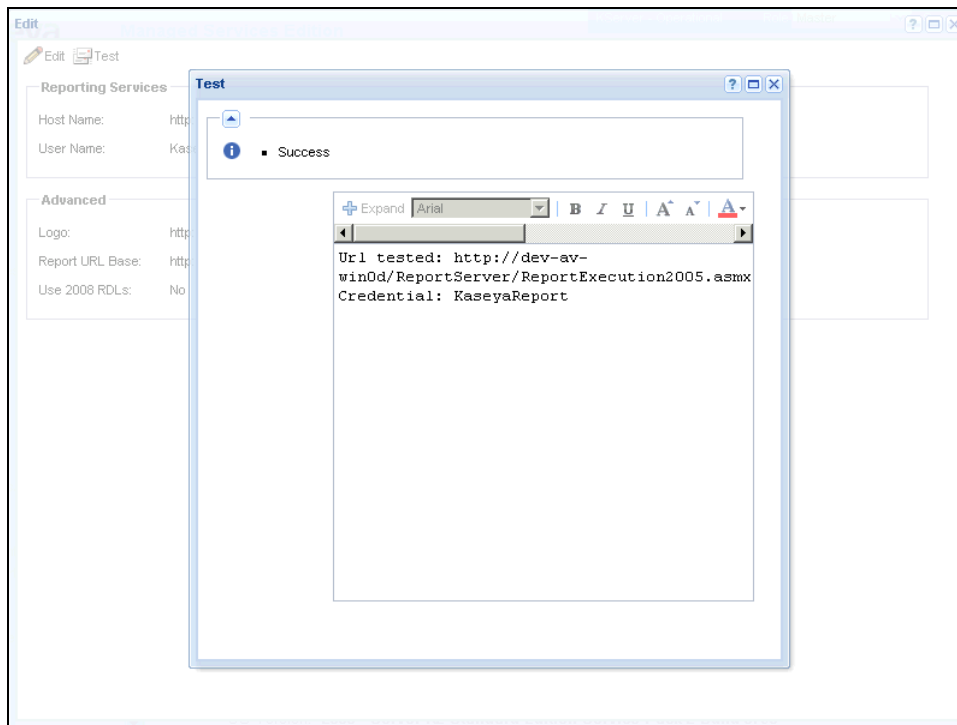 Edit
Edit Test
Reporting Services
Host Name: http
User Name: Kas
Advanced
Logo: http
Report URL Base: http
Use 2008 RDLs: No
Test
Success
Expand Arial B I U A A A
Url tested: http://dev-av-
win0d/ReportServer/ReportExecution2005.asmx
Credential: KaseyaReport